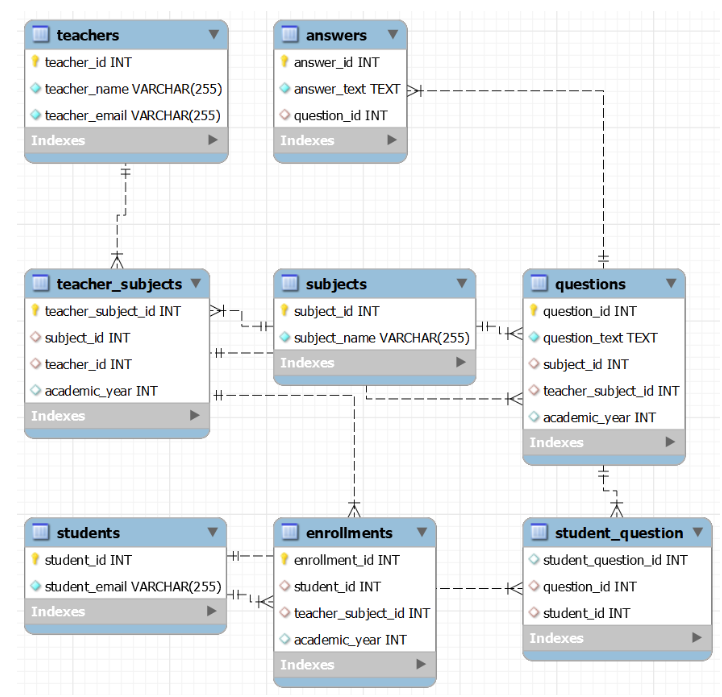 teachers
teacher_id INT
teacher_name VARCHAR(255)
teacher_email VARCHAR(255)
Indexes
answers
answer_id INT
answer_text TEXT
question_id INT
Indexes
teacher_subjects
teacher_subject_id INT
subject_id INT
teacher_id INT
academic_year INT
Indexes
subjects
subject_id INT
subject_name VARCHAR(255)
Indexes
questions
question_id INT
question_text TEXT
subject_id INT
teacher_subject_id INT
academic_year INT
Indexes
students
student_id INT
student_email VARCHAR(255)
Indexes
enrollments
enrollment_id INT
student_id INT
teacher_subject_id INT
academic_year INT
Indexes
student_question
student_question_id INT
question_id INT
student_id INT
Indexes